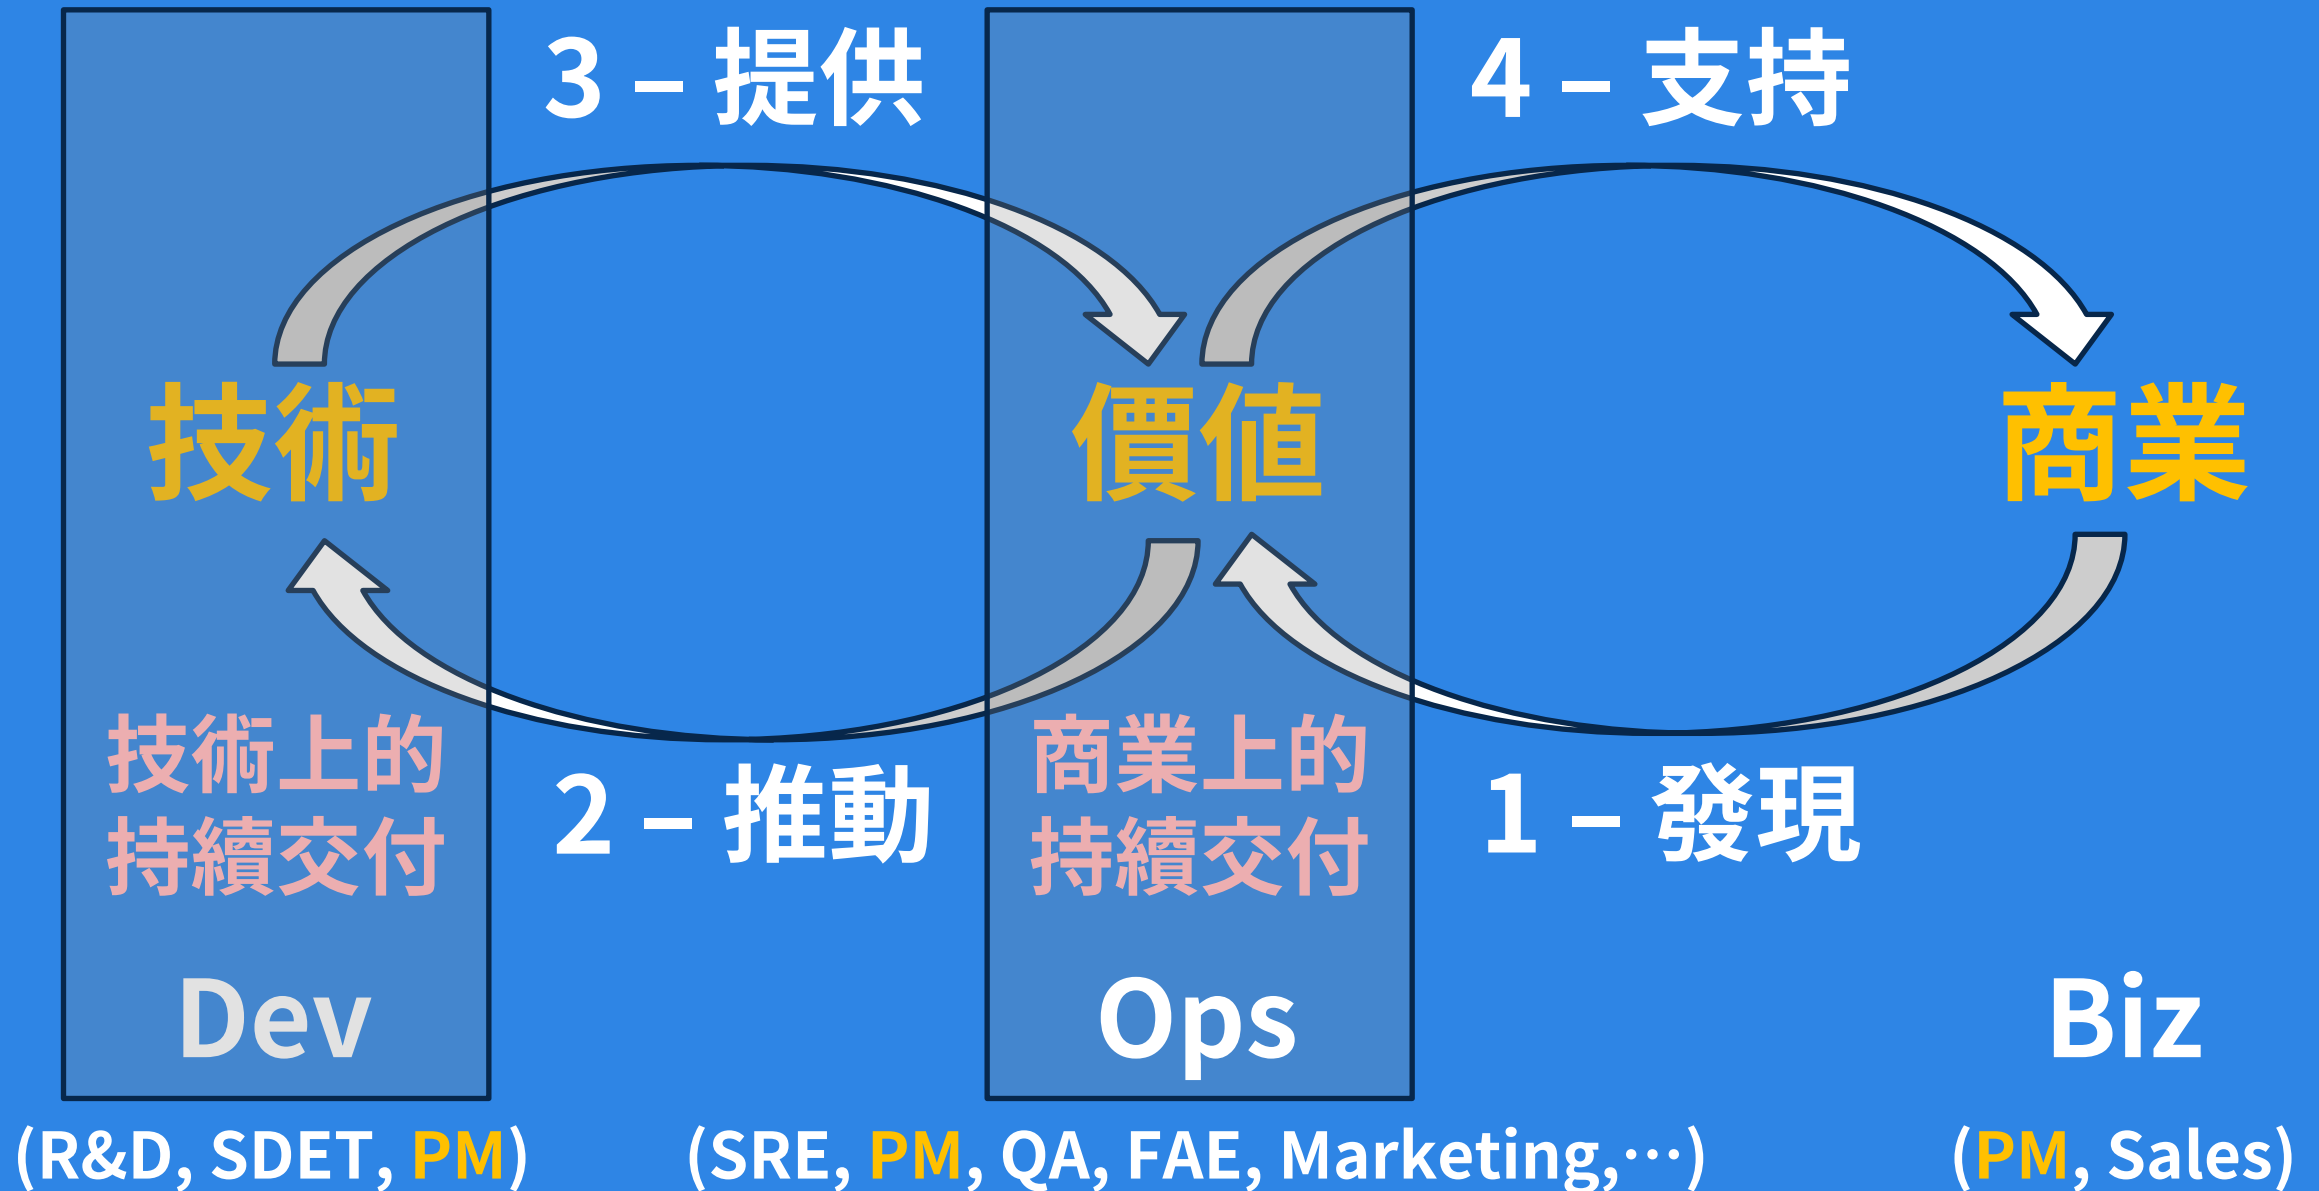 3 – 提供
4 – 支持
技術
價值
商業
技術上的
持續交付
商業上的
持續交付
2 – 推動
1 – 發現
Dev
Ops
Biz
(R&D, SDET, PM)
(SRE, PM, QA, FAE, Marketing,…)
(PM, Sales)